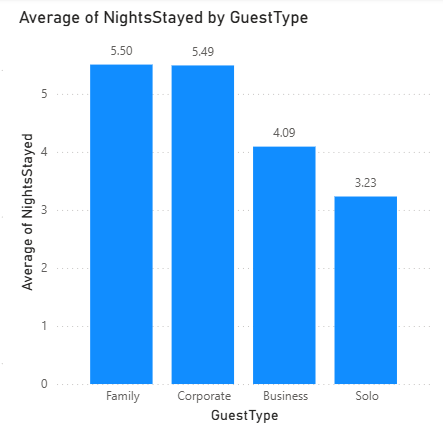 Average of NightsStayed by GuestType
5.50
5.49
4.09
3.23
5
4
3
2
1
0
Average of NightsStayed
Family
Corporate
Business
Solo
GuestType